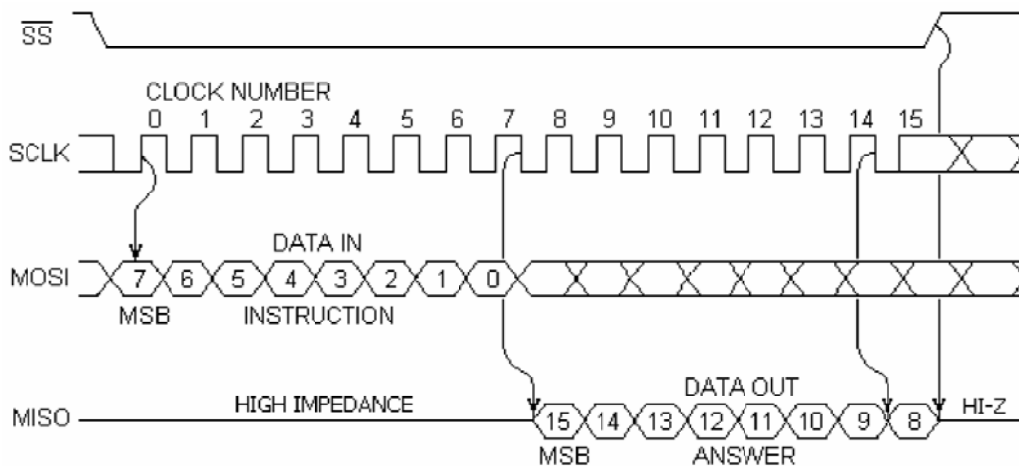 SS
CLOCK NUMBER
0 1 2 3 4 5 6 7 8 9 10 11 12 13 14 15
SCLK
DATA IN
MOSI 7 6 5 4 3 2 1 0
MSB INSTRUCTION
DATA OUT
MISO HIGH IMPEDANCE 15 14 13 12 11 10 9 8 HI-Z
MSB ANSWER